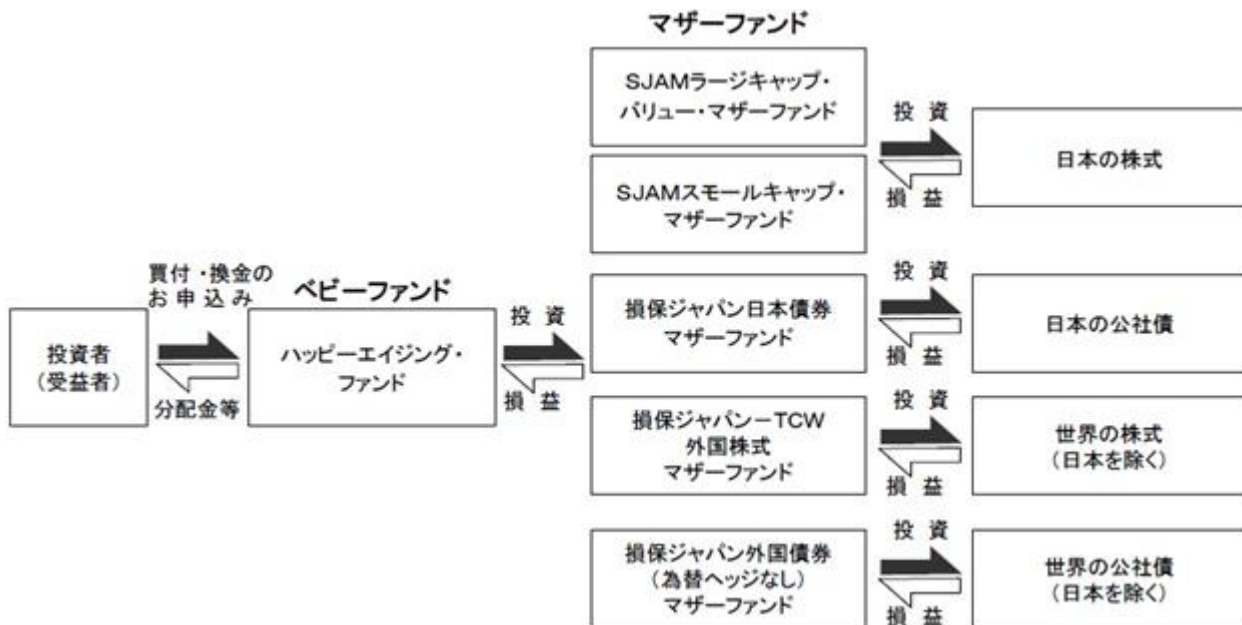 マザーファンド
SJAMラージキャップ・
バリュー・マザーファンド
投 資
損 益
日本の株式
SJAMスモールキャップ・
マザーファンド
買付・換金の
お申込み
ベビーファンド
投資者
(受益者)
分配金等
ハッピーエイジング・
ファンド
投 資
損 益
損保ジャパン日本債券
マザーファンド
投 資
損 益
日本の公社債
損保ジャパン－TCW
外国株式
マザーファンド
投 資
損 益
世界の株式
(日本を除く)
損保ジャパン外国債券
(為替ヘッジなし)
マザーファンド
投 資
損 益
世界の公社債
(日本を除く)